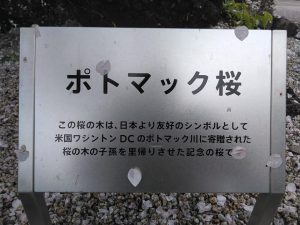 ポトマック桜
この桜の木は、日本より友好のシンボルとして
米国ワシントンDCのポトマック川に寄贈された
桜の木の子孫を里帰りさせた記念の桜で